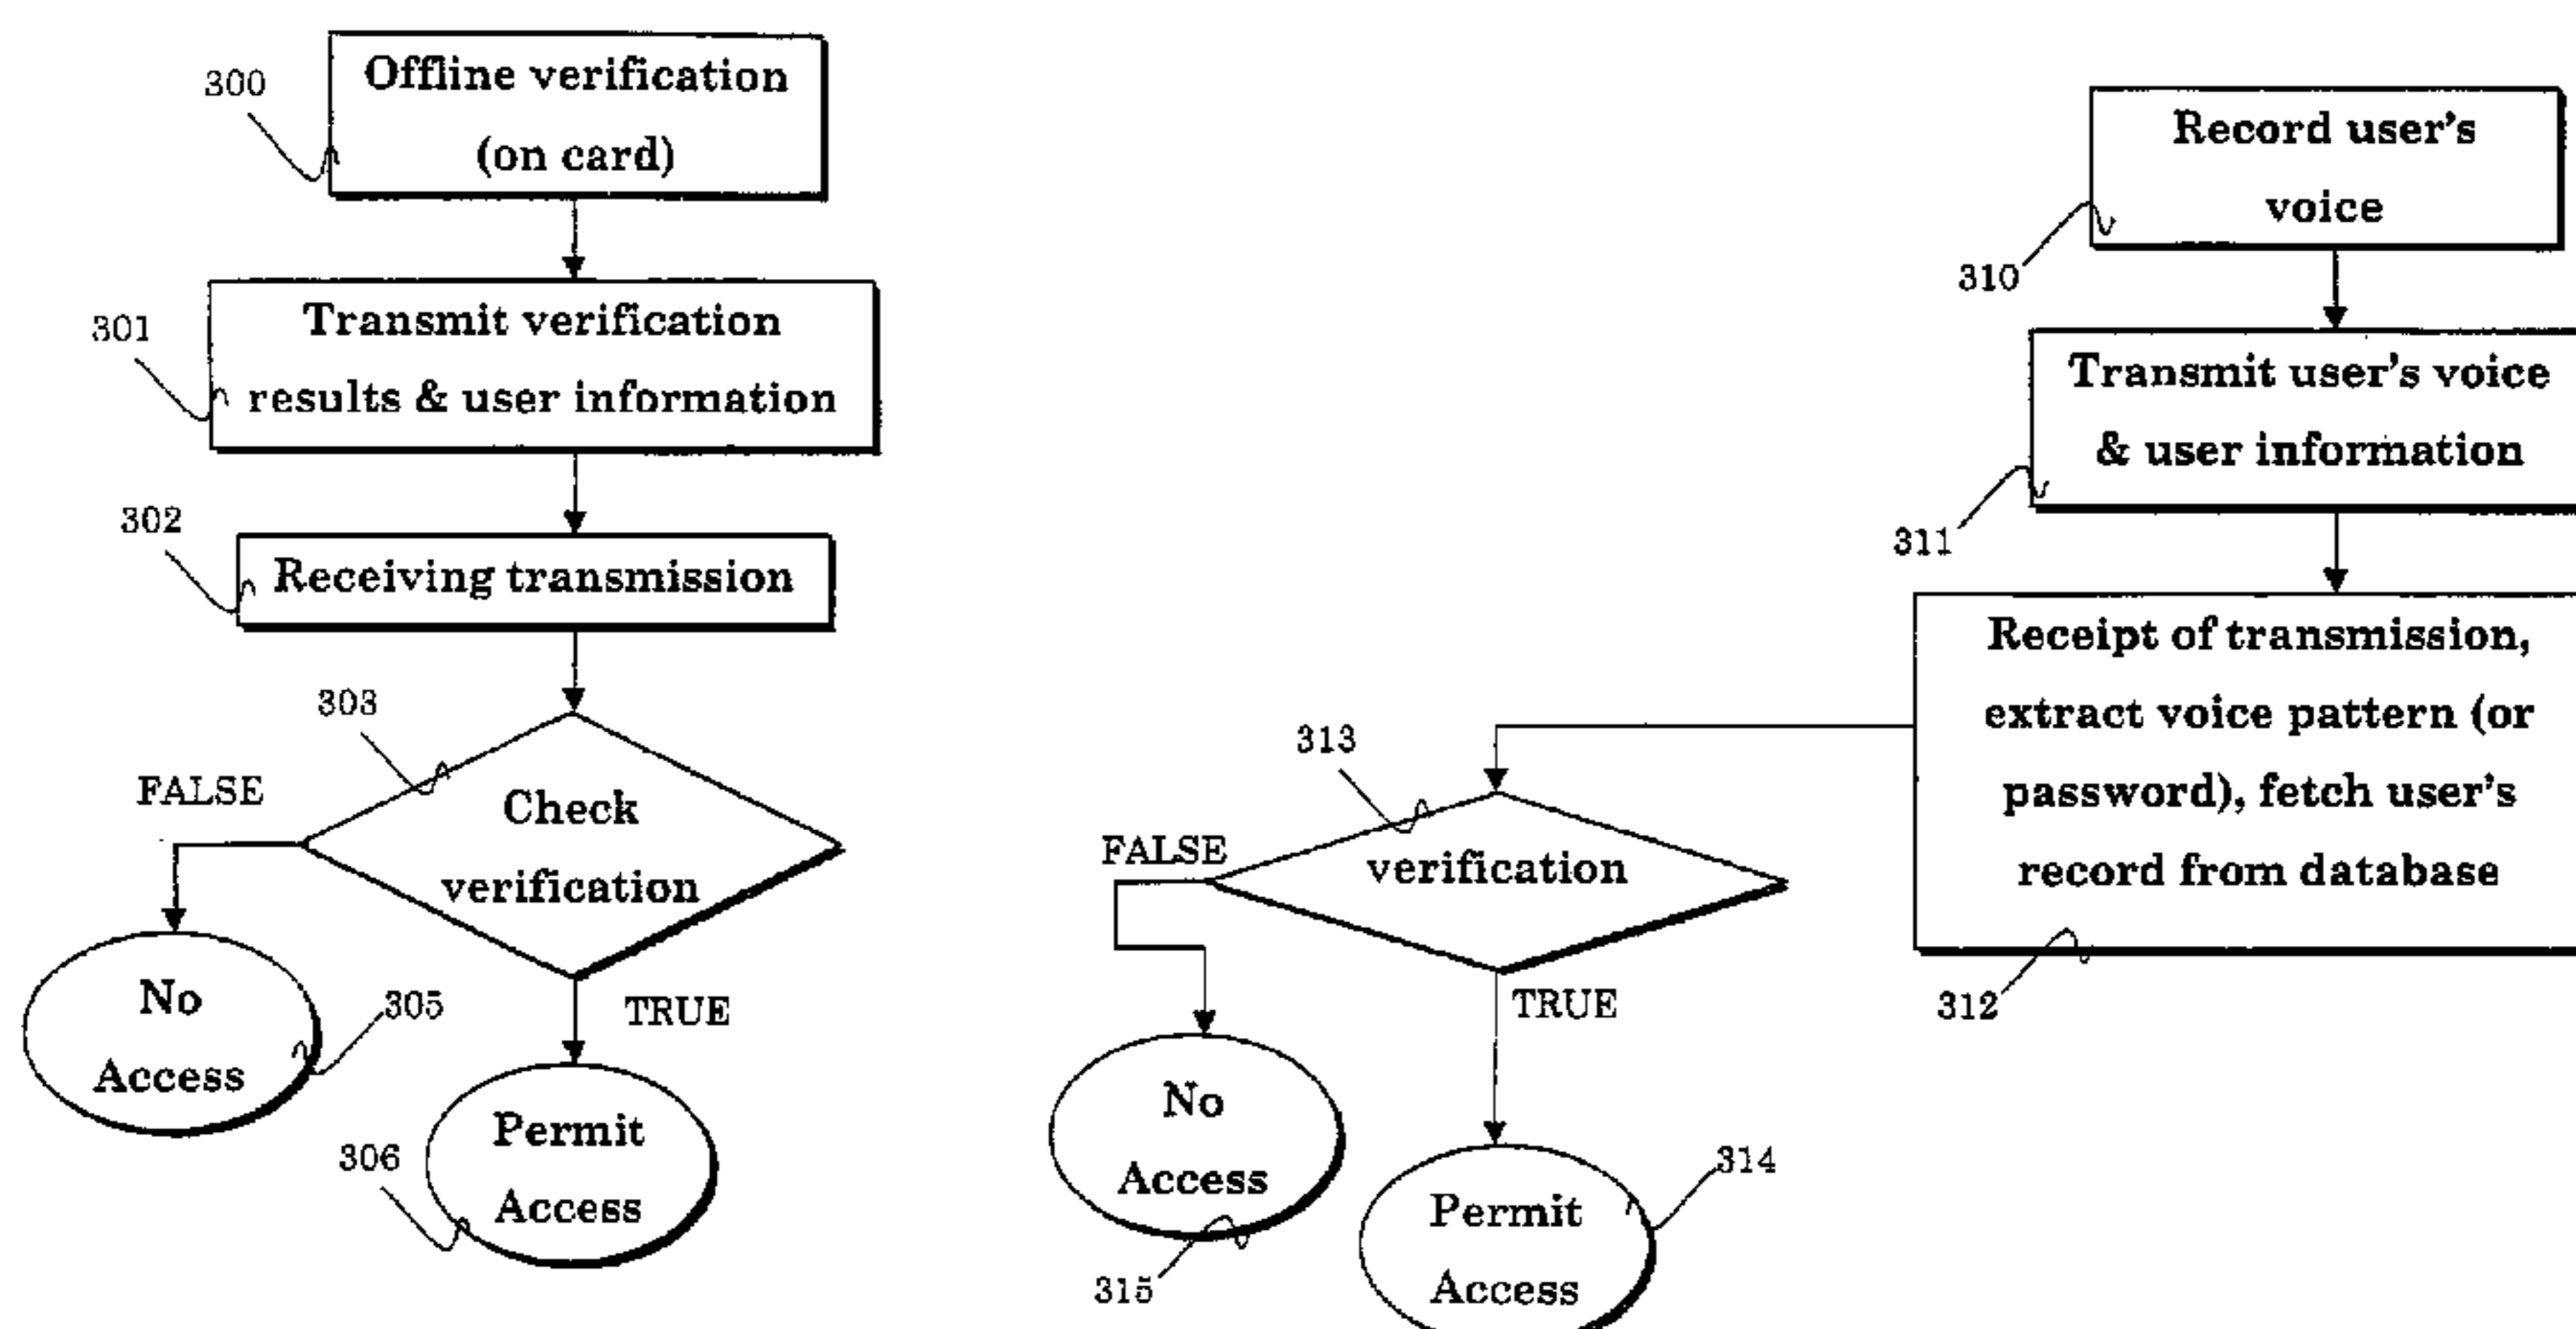 300
Offline verification
(on card)
301
Transmit verification
results & user information
302
Receiving transmission
303
FALSE
Check
verification
No
Access
305
TRUE
306
Permit
Access
Record user's
voice
310
Transmit user's voice
& user information
311
Receipt of transmission,
extract voice pattern (or
password), fetch user's
record from database
312
313
FALSE
verification
TRUE
No
Access
315
Permit
Access
314